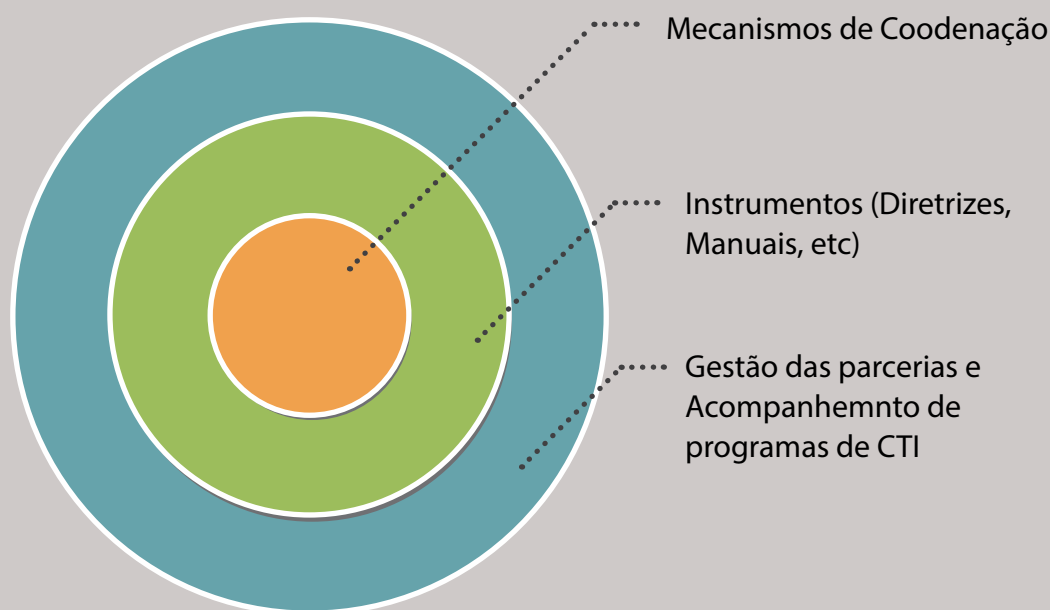 Mecanismos de Coodenação
Instrumentos (Diretrizes,
Manuais, etc)
Gestão das parcerias e
Acompanhemnto de
programas de CTI